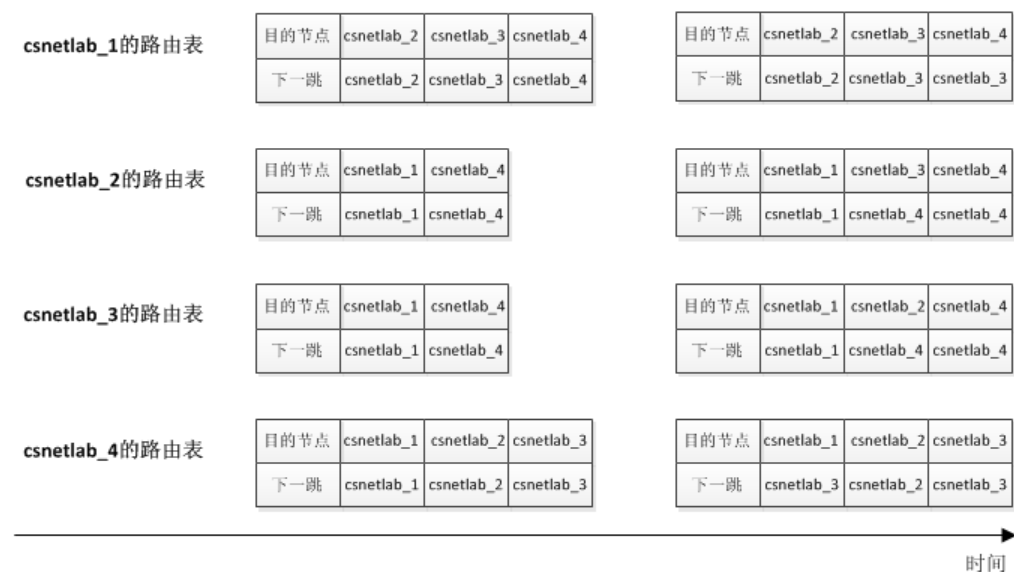 csnetlab_1的路由表
目的节点 csnetlab_2 csnetlab_3 csnetlab_4
下一跳 csnetlab_2 csnetlab_3 csnetlab_4
目的节点 csnetlab_2 csnetlab_3 csnetlab_4
下一跳 csnetlab_2 csnetlab_3 csnetlab_3
csnetlab_2的路由表
目的节点 csnetlab_1 csnetlab_4
下一跳 csnetlab_1 csnetlab_4
目的节点 csnetlab_1 csnetlab_3 csnetlab_4
下一跳 csnetlab_1 csnetlab_4 csnetlab_4
csnetlab_3的路由表
目的节点 csnetlab_1 csnetlab_4
下一跳 csnetlab_1 csnetlab_4
目的节点 csnetlab_1 csnetlab_2 csnetlab_4
下一跳 csnetlab_1 csnetlab_4 csnetlab_4
csnetlab_4的路由表
目的节点 csnetlab_1 csnetlab_2 csnetlab_3
下一跳 csnetlab_1 csnetlab_2 csnetlab_3
目的节点 csnetlab_1 csnetlab_2 csnetlab_3
下一跳 csnetlab_3 csnetlab_2 csnetlab_3
时间